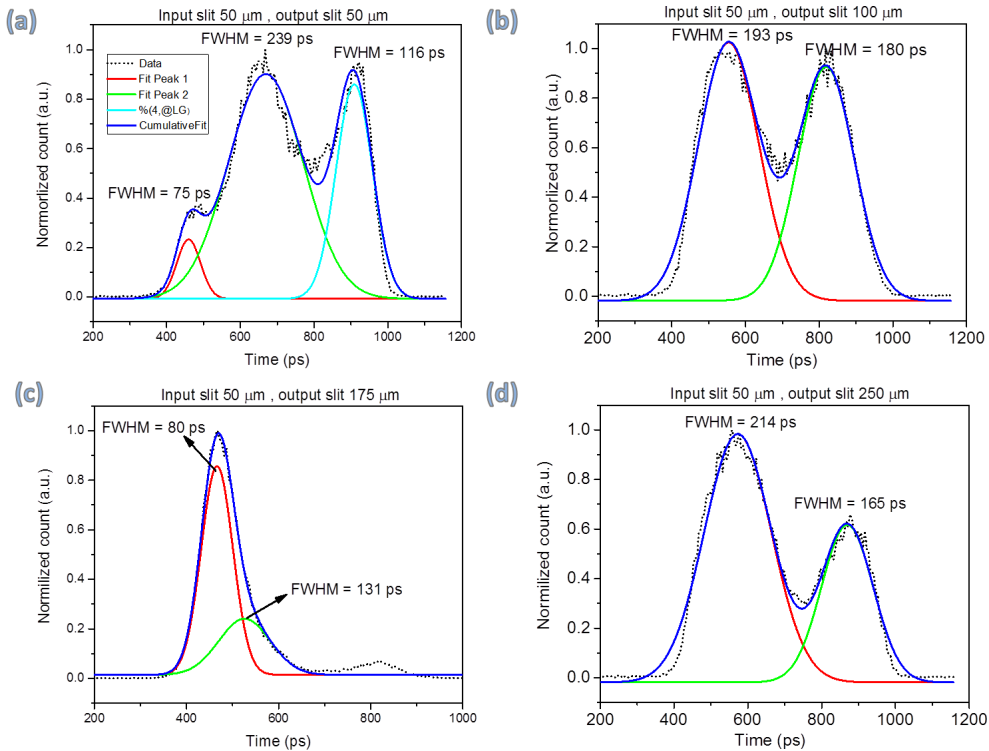 (a)
Input slit 50 μm , output slit 50 μm
FWHM = 239 ps
FWHM = 116 ps
FWHM = 75 ps
Data
Fit Peak 1
Fit Peak 2
%(4,@LG)
CumulativeFit
Normorlized count (a.u.)
1.0
0.8
0.6
0.4
0.2
0.0
200 400 600 800 1000 1200
Time (ps)
(b)
Input slit 50 μm , output slit 100 μm
FWHM = 193 ps
FWHM = 180 ps
Normorlized count (a.u.)
1.0
0.8
0.6
0.4
0.2
0.0
200 400 600 800 1000 1200
Time (ps)
(c)
Input slit 50 μm , output slit 175 μm
FWHM = 80 ps
FWHM = 131 ps
Normilized count (a.u.)
1.0
0.8
0.6
0.4
0.2
0.0
200 400 600 800 1000
Time (ps)
(d)
Input slit 50 μm , output slit 250 μm
FWHM = 214 ps
FWHM = 165 ps
Normilized count (a.u.)
1.0
0.8
0.6
0.4
0.2
0.0
200 400 600 800 1000 1200
Time (ps)